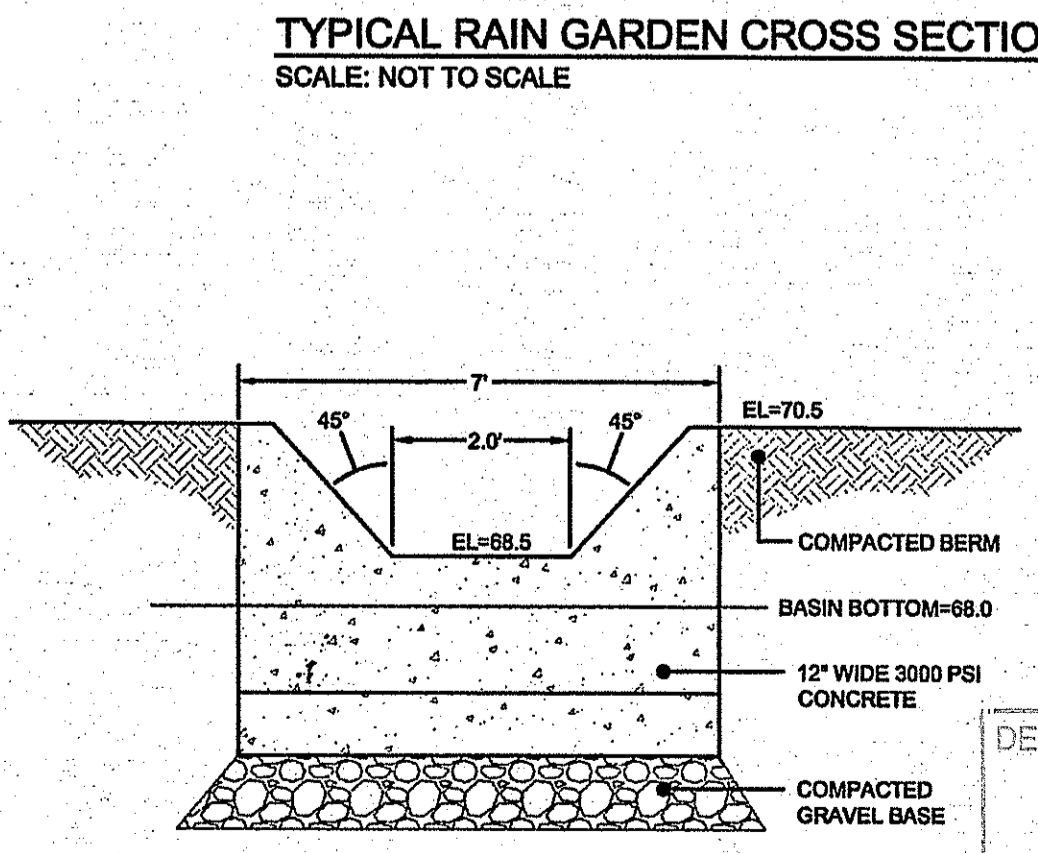 TYPICAL RAIN GARDEN CROSS SECTIO
SCALE: NOT TO SCALE
7'
45°
2.0'
45°
EL=70.5
EL=68.5
COMPACTED BERM
BASIN BOTTOM=68.0
12" WIDE 3000 PSI
CONCRETE
DE
COMPACTED
GRAVEL BASE